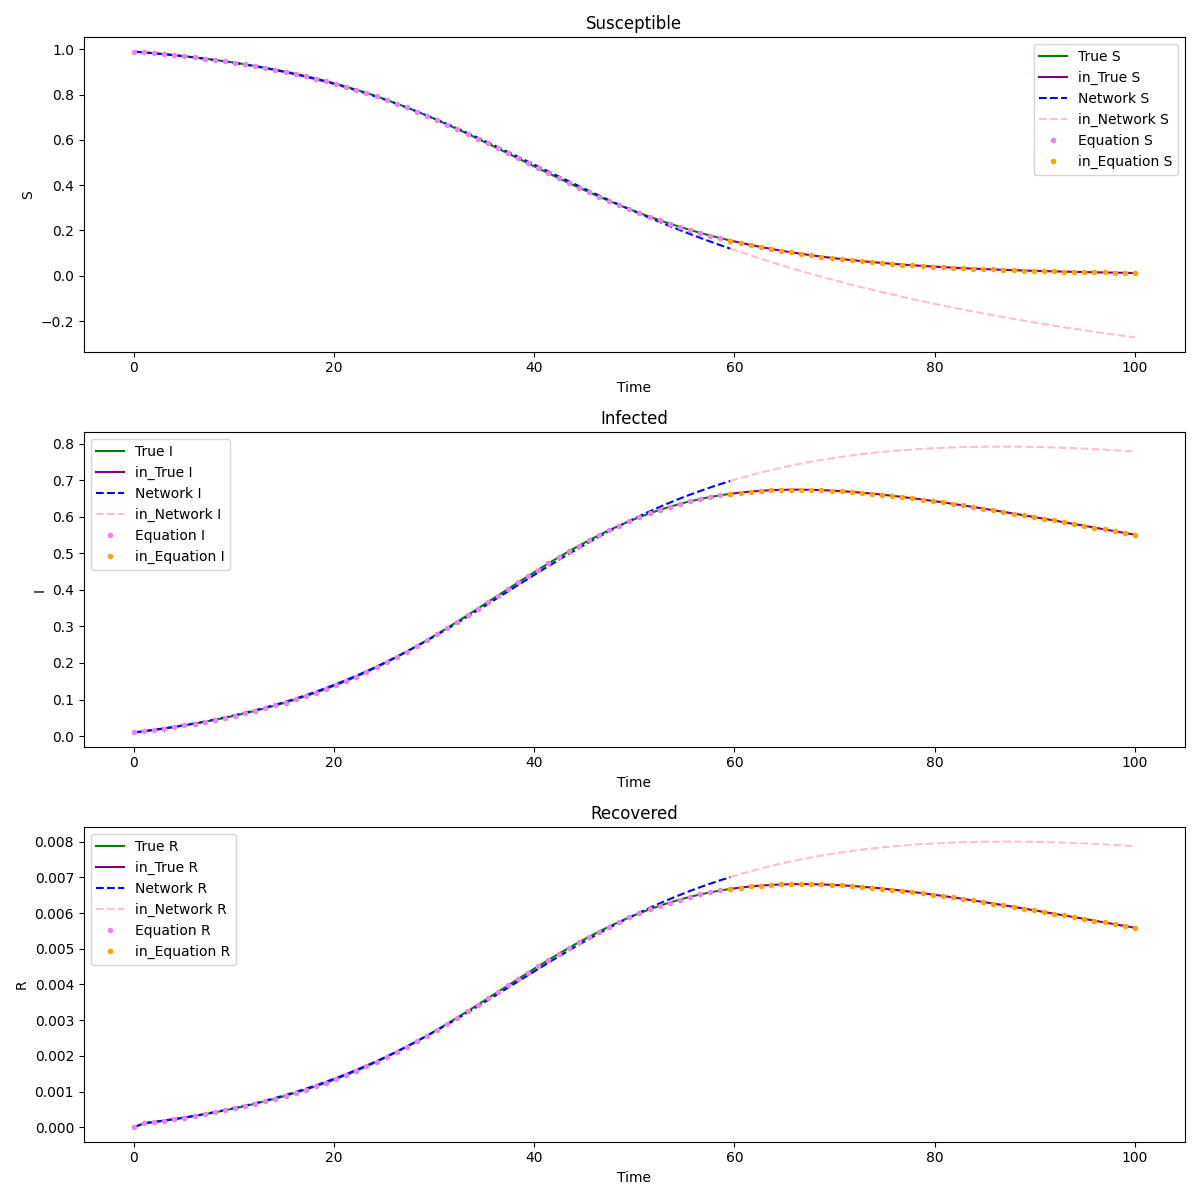 Susceptible
1.0
0.8
0.6
0.4
0.2
0.0
−0.2
S
True S
in_True S
Network S
in_Network S
Equation S
in_Equation S
0 20 40 60 80 100
Time
Infected
0.8
0.7
0.6
0.5
0.4
0.3
0.2
0.1
0.0
I
True I
in_True I
Network I
in_Network I
Equation I
in_Equation I
0 20 40 60 80 100
Time
Recovered
0.008
0.007
0.006
0.005
0.004
0.003
0.002
0.001
0.000
R
True R
in_True R
Network R
in_Network R
Equation R
in_Equation R
0 20 40 60 80 100
Time